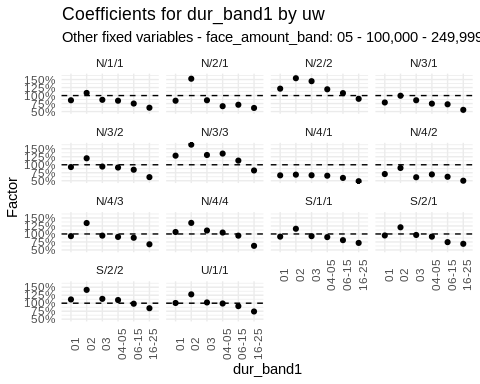 Coefficients for dur_band1 by uw
Other fixed variables - face_amount_band: 05 - 100,000 - 249,999
N/1/1 N/2/1 N/2/2 N/3/1
150%
125%
100%
75%
50%
N/3/2 N/3/3 N/4/1 N/4/2
150%
125%
100%
75%
50%
N/4/3 N/4/4 S/1/1 S/2/1
150%
125%
100%
75%
50%
S/2/2 U/1/1
150%
125%
100%
75%
50%
Factor
01 02 03 04-05 06-15 16-25
01 02 03 04-05 06-15 16-25
01 02 03 04-05 06-15 16-25
01 02 03 04-05 06-15 16-25
dur_band1